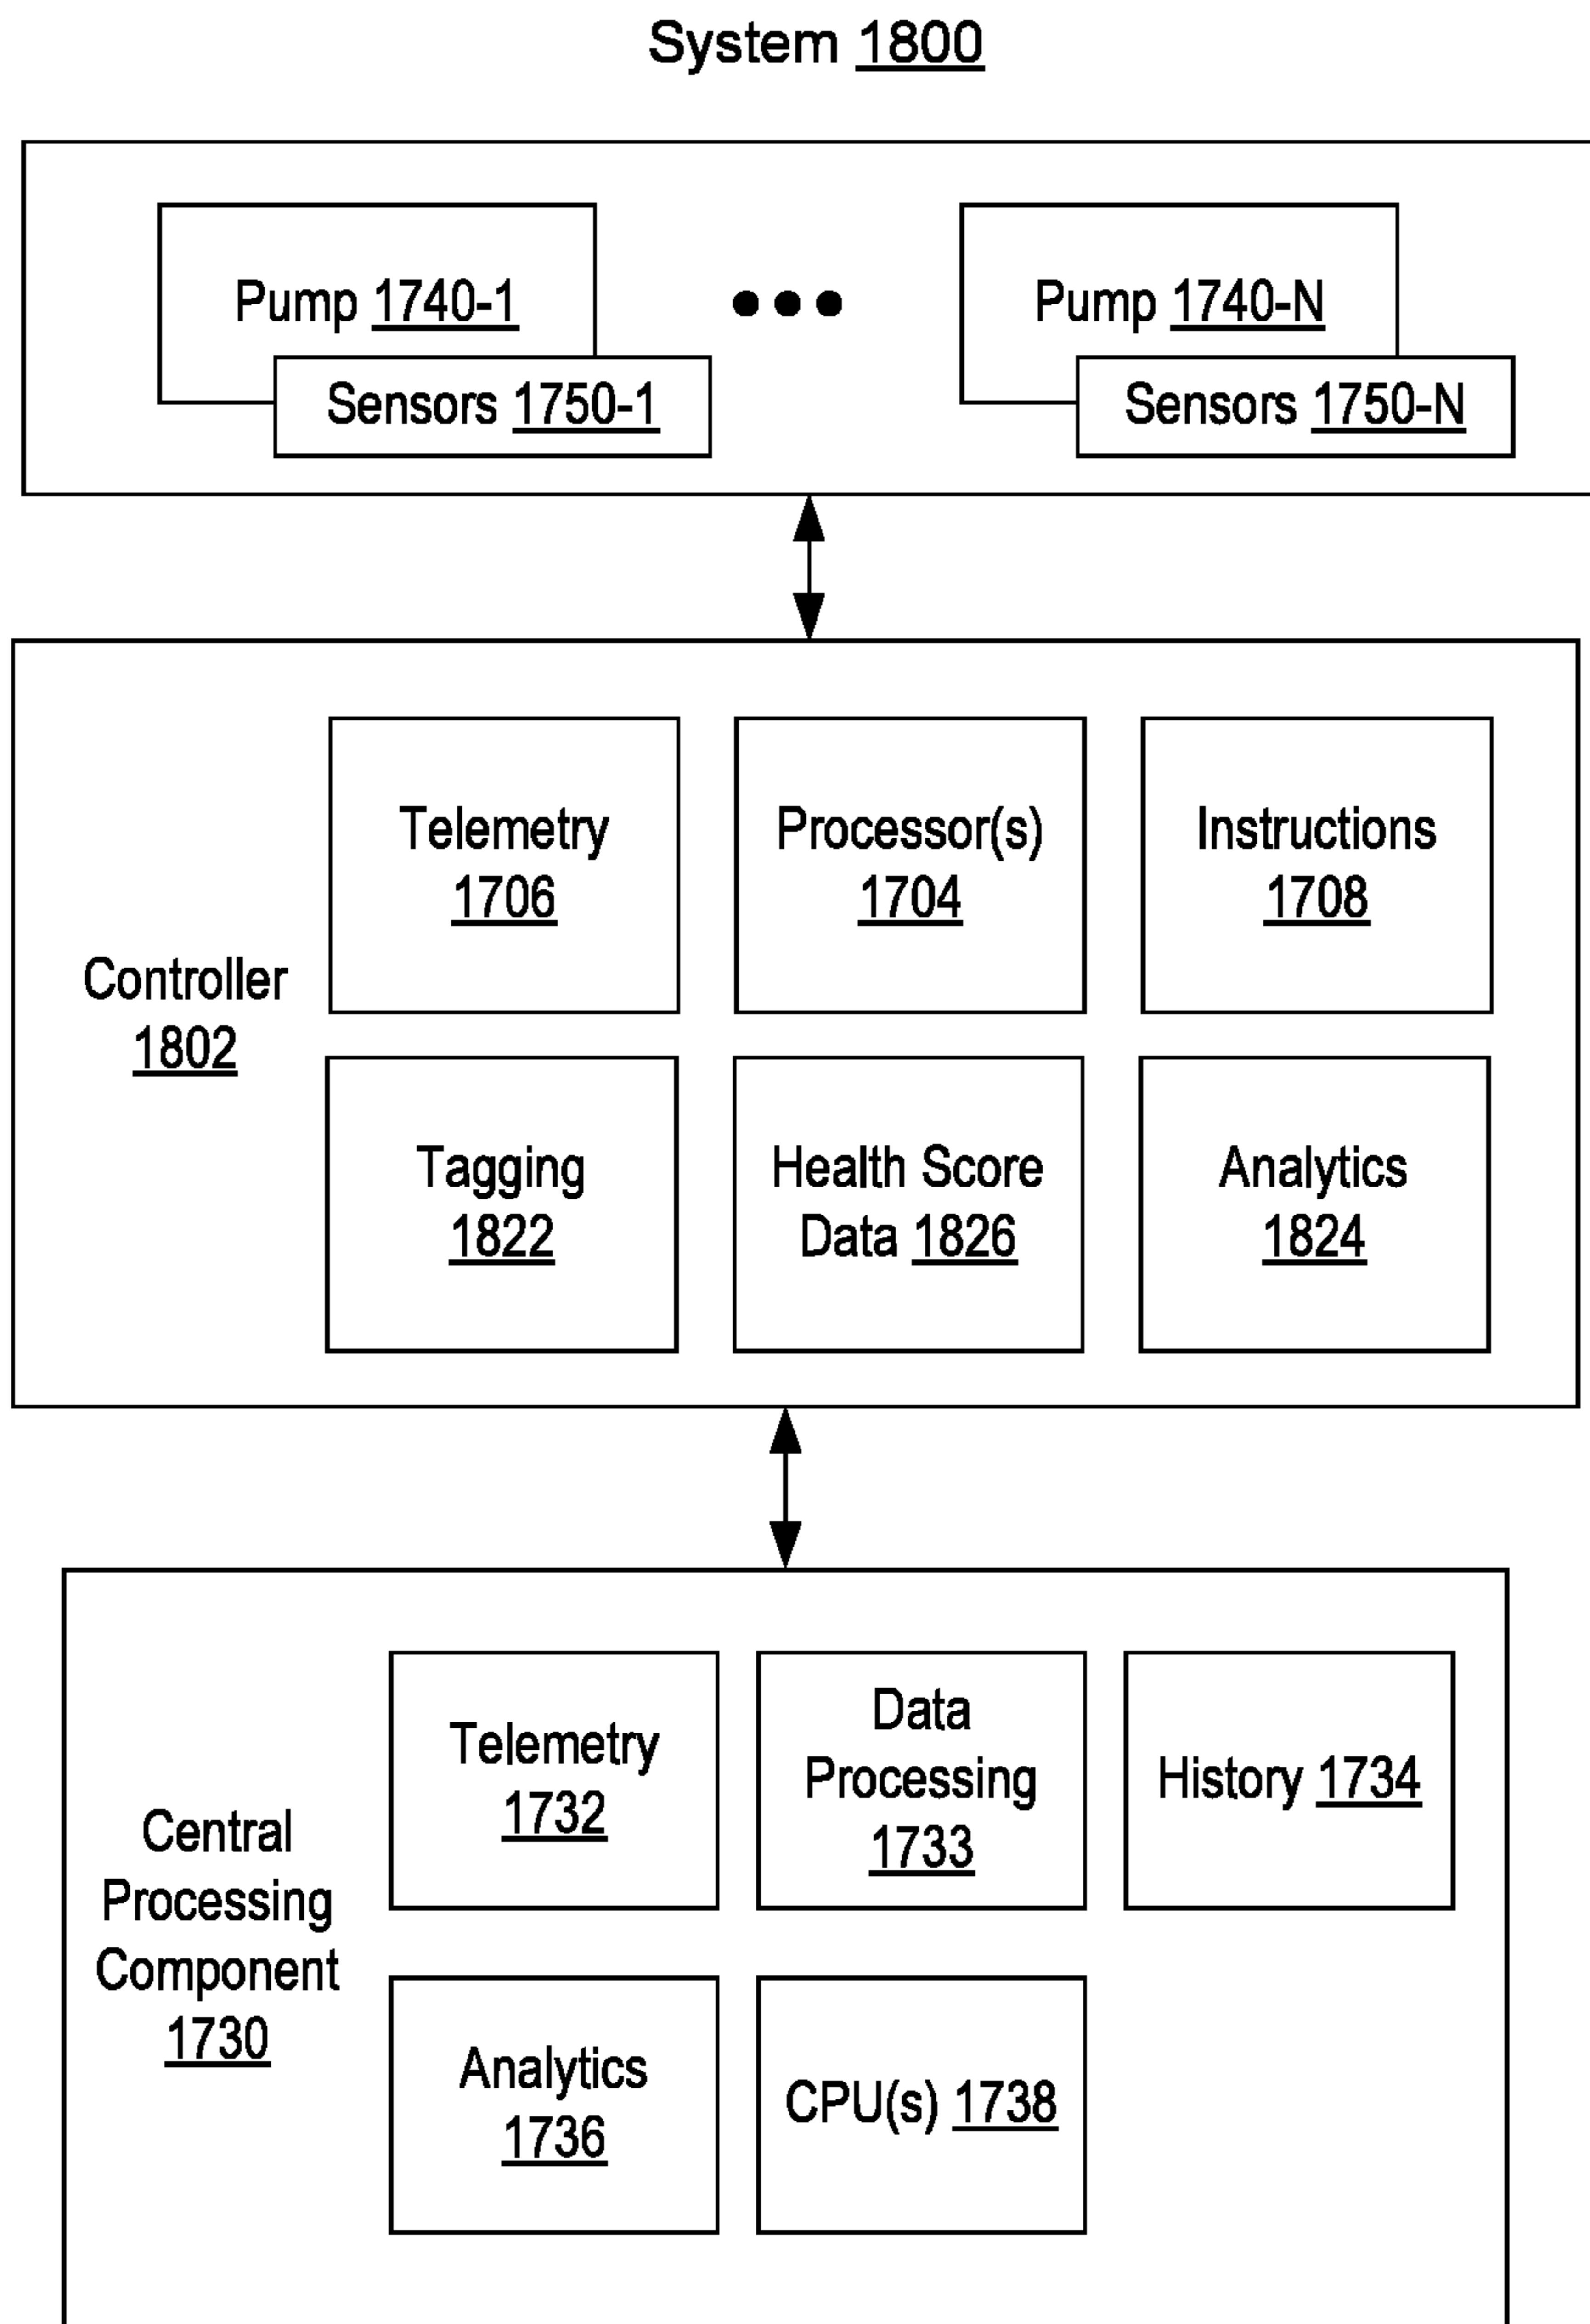 System 1800
Pump 1740-1
Pump 1740-N
Sensors 1750-1
Sensors 1750-N
Controller
1802
Telemetry
1706
Processor(s)
1704
Instructions
1708
Tagging
1822
Health Score
Data 1826
Analytics
1824
Central
Processing
Component
1730
Telemetry
1732
Data
Processing
1733
History 1734
Analytics
1736
CPU(s) 1738